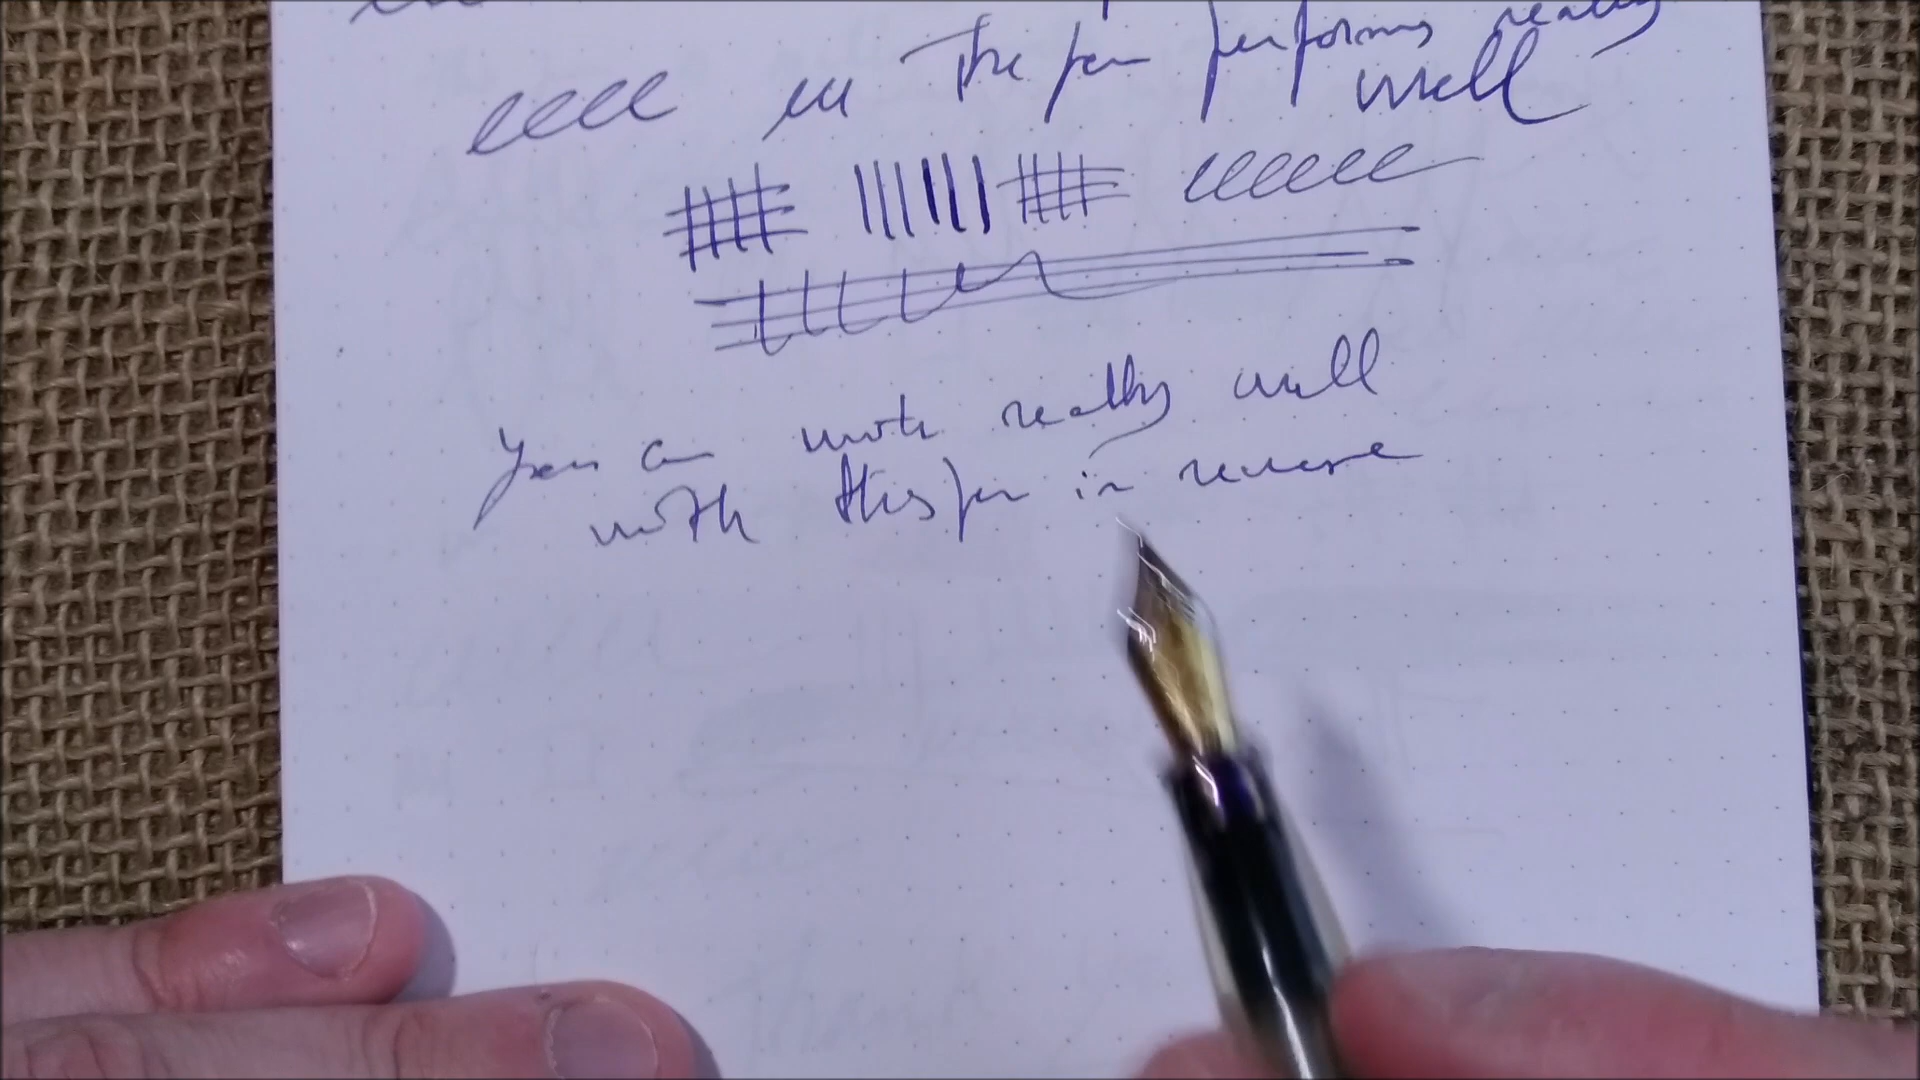 The pen performs really
well
You can write really well
with this pen in reverse